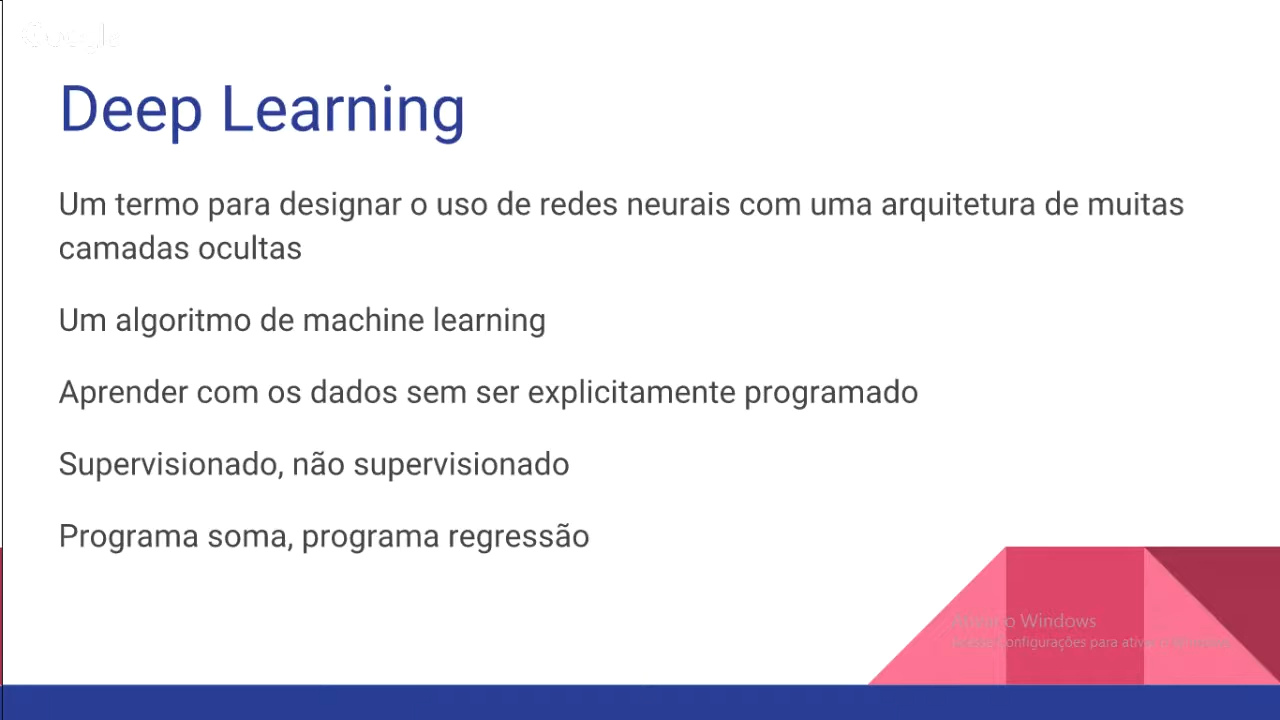 Google
Deep Learning
Um termo para designar o uso de redes neurais com uma arquitetura de muitas
camadas ocultas
Um algoritmo de machine learning
Aprender com os dados sem ser explicitamente programado
Supervisionado, não supervisionado
Programa soma, programa regressão
Ativar o Windows
Acesse Configurações para ativar o Windows.